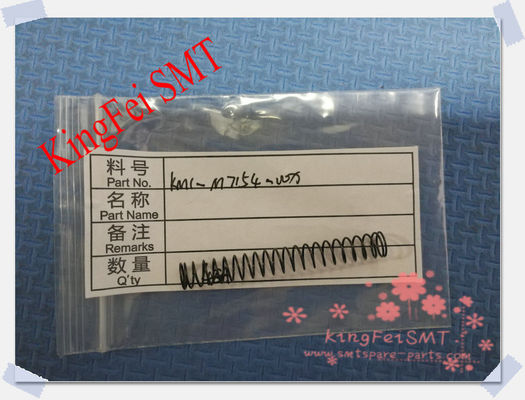 KingFei SMT
料号
Part No. KM1-M7154-
名称
Part Name
备注
Remarks
数量
Q'ty
KingFeiSMT
www.smtspare-parts.com